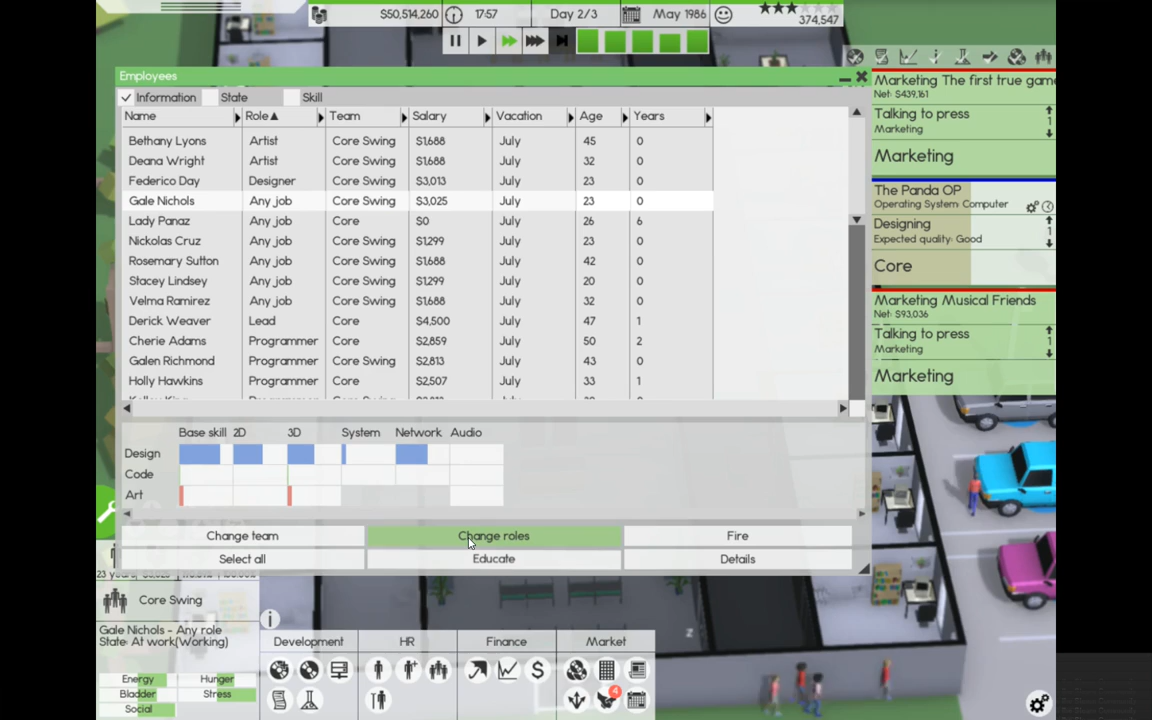 $50,514,260
17:57
Day 2/3
May 1986
374,547
Employees
Information
State
Skill
Name Role▲ Team Salary Vacation Age Years
Bethany Lyons Artist Core Swing $1,688 July 45 0
Deana Wright Artist Core Swing $1,688 July 32 0
Federico Day Designer Core Swing $3,013 July 23 0
Gale Nichols Any job Core Swing $3,025 July 23 0
Lady Panaz Any job Core $0 July 26 6
Nickolas Cruz Any job Core Swing $1,299 July 23 0
Rosemary Sutton Any job Core Swing $1,688 July 42 0
Stacey Lindsey Any job Core Swing $1,299 July 20 0
Velma Ramirez Any job Core Swing $1,688 July 32 0
Derick Weaver Lead Core $4,500 July 47 1
Cherie Adams Programmer Core $2,859 July 50 2
Galen Richmond Programmer Core Swing $2,813 July 43 0
Holly Hawkins Programmer Core $2,507 July 33 1
Base skill 2D 3D System Network Audio
Design
Code
Art
Change team
Change roles
Fire
Select all
Educate
Details
Marketing The first true game
Net: $439,161
Talking to press
Marketing
1
Marketing
The Panda OP
Operating System Computer
Designing
Expected quality: Good
1
Core
Marketing Musical Friends
Net: $93,036
Talking to press
Marketing
1
Marketing
Core Swing
Gale Nichols - Any role
State: At work(Working)
Energy
Hunger
Bladder
Stress
Social
Development
HR
Finance
Market
4
z